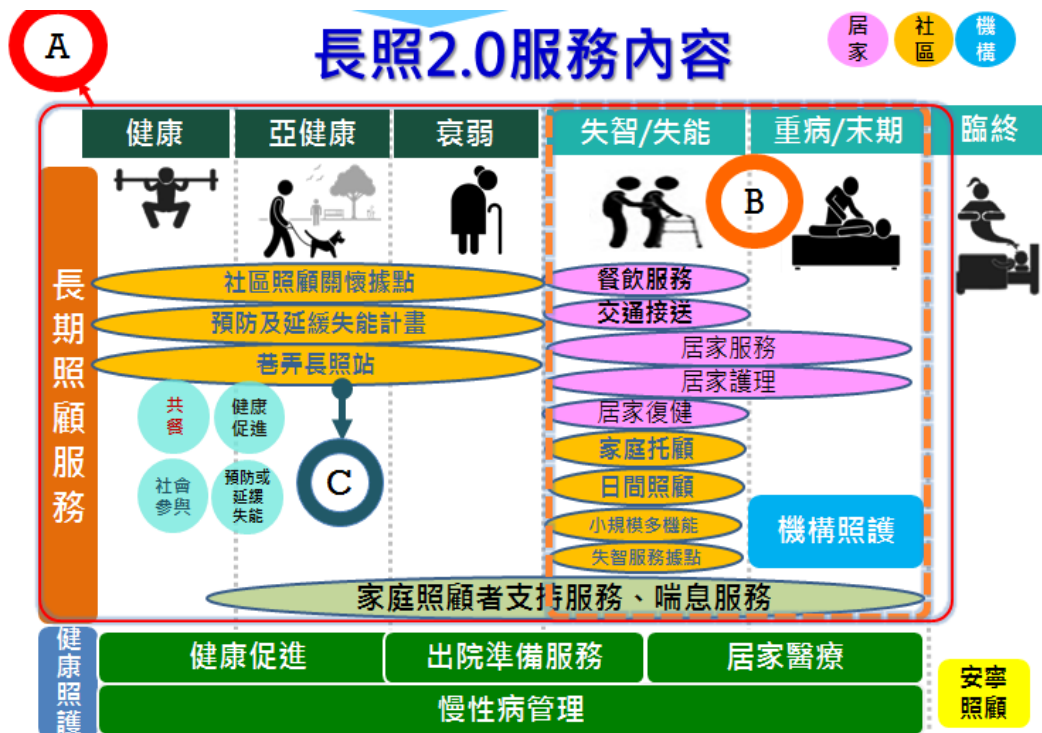 A
長照2.0服務內容
居家
社區
機構
健康
亞健康
衰弱
失智/失能
重病/末期
臨終
B
長期照顧服務
社區照顧關懷據點
預防及延緩失能計畫
巷弄長照站
共餐
健康
促進
社會
參與
預防或
延緩
失能
C
餐飲服務
交通接送
居家服務
居家護理
居家復健
家庭托顧
日間照顧
小規模多機能
失智服務據點
機構照護
家庭照顧者支持服務、喘息服務
健康照護
健康促進
出院準備服務
居家醫療
慢性病管理
安寧
照顧